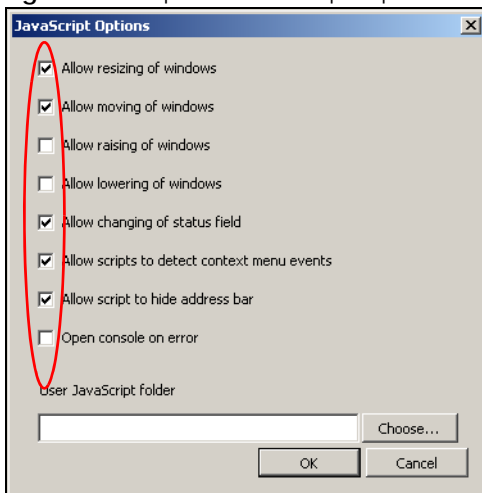 JavaScript Options
Allow resizing of windows
Allow moving of windows
Allow raising of windows
Allow lowering of windows
Allow changing of status field
Allow scripts to detect context menu events
Allow script to hide address bar
Open console on error
User JavaScript folder
Choose...
OK Cancel